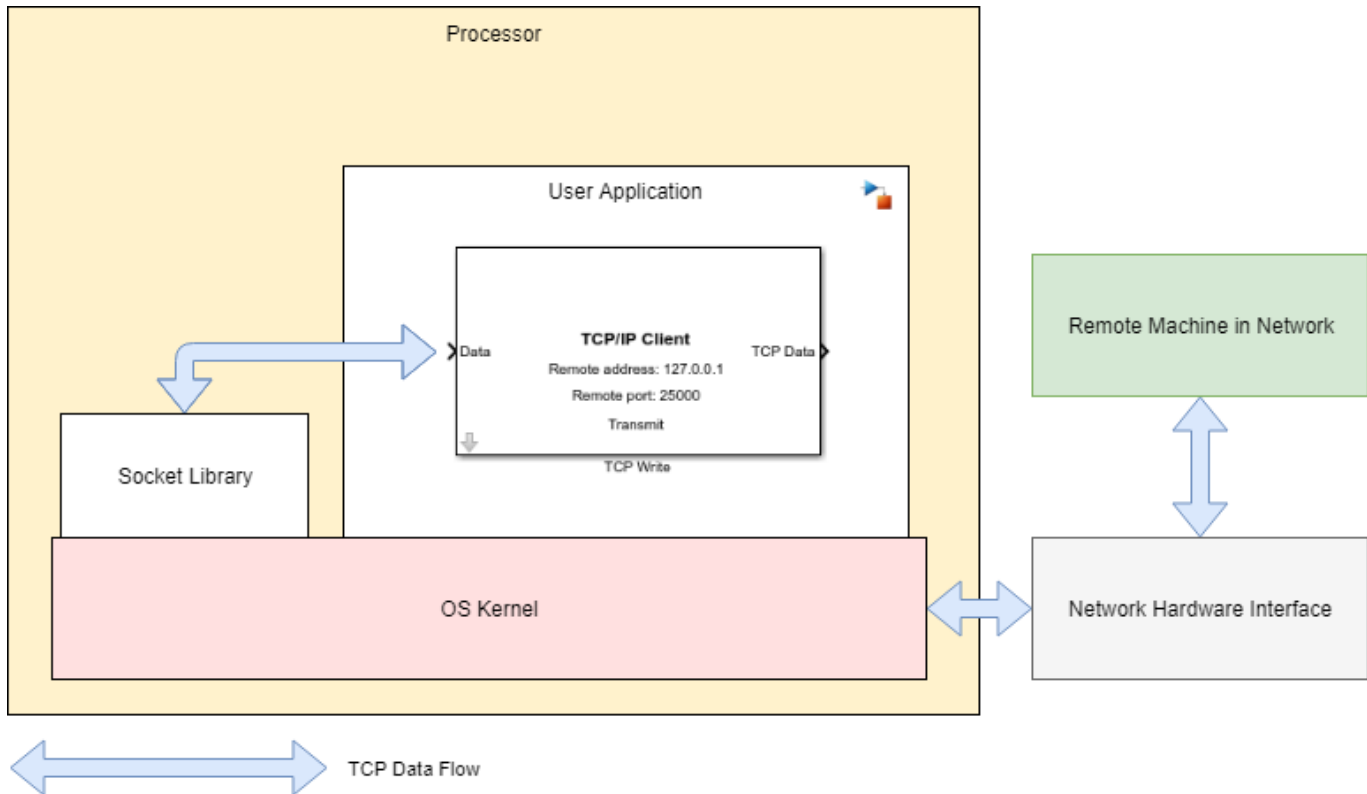 Processor
User Application
TCP/IP Client
Data
TCP Data
Remote address: 127.0.0.1
Remote port: 25000
Transmit
TCP Write
Socket Library
OS Kernel
Remote Machine in Network
Network Hardware Interface
TCP Data Flow